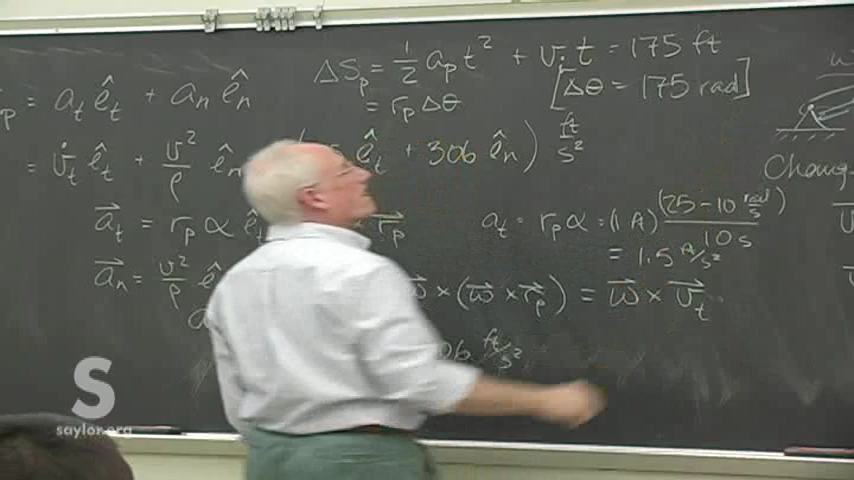 ΔS_p = 1/2 a_p t² + v_i t = 175 ft
= r_p Δθ [Δθ = 175 rad]
_p = a_t ê_t + a_n ê_n
= v̇_t ê_t + v²/ρ ê_n ê_t + 306 ê_n) ft/s²
a⃗_t = r_p α ê r⃗_p
a_t = r_p α = (1 ft) (25 - 10 rad/s) / 10 s
= 1.5 ft/s²
a⃗_n = v²/ρ ê ω⃗ × (ω⃗ × r⃗_p) = ω⃗ × v⃗_t
ft/s²
Chang
S
saylor.org